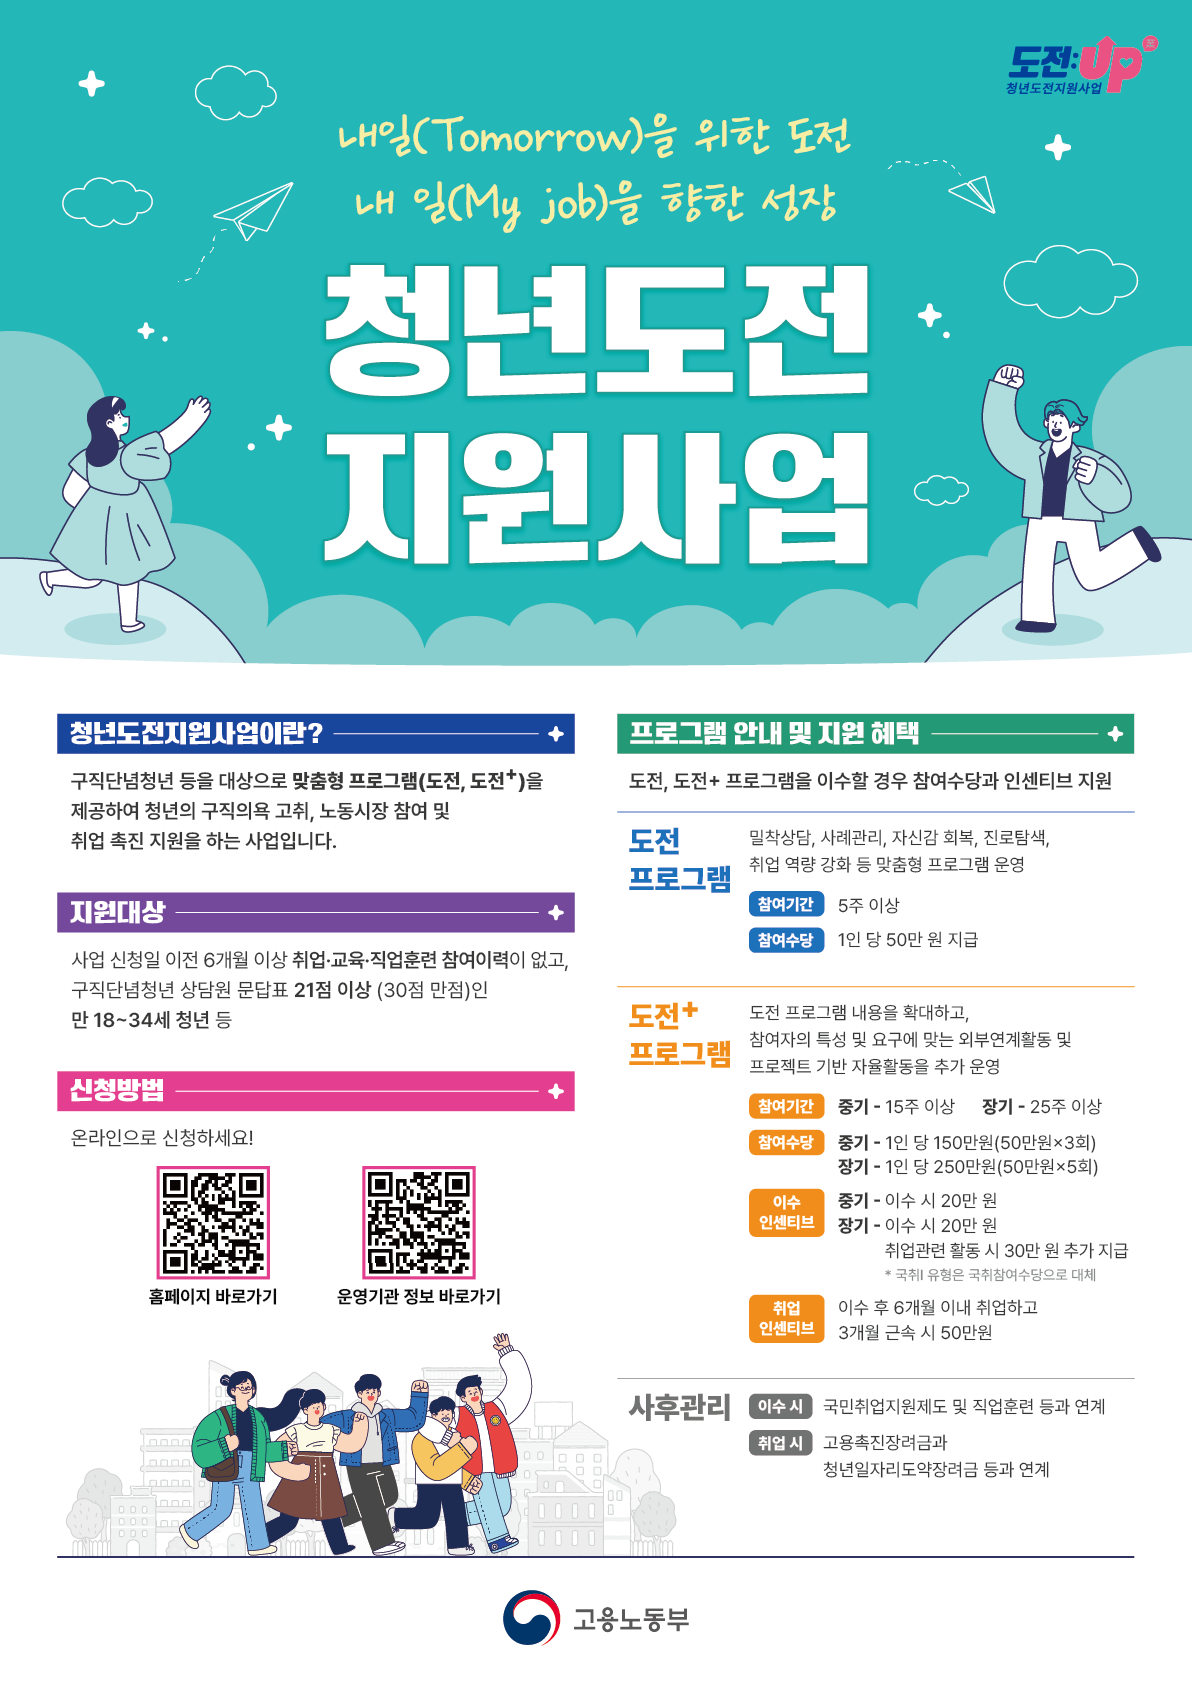 도전:UP
청년도전지원사업
내일(Tomorrow)을 위한 도전
내 일(My job)을 향한 성장
청년도전
지원사업
청년도전지원사업이란?
구직단념청년 등을 대상으로 맞춤형 프로그램(도전, 도전+)을
제공하여 청년의 구직의욕 고취, 노동시장 참여 및
취업 촉진 지원을 하는 사업입니다.
지원대상
사업 신청일 이전 6개월 이상 취업·교육·직업훈련 참여이력이 없고,
구직단념청년 상담원 문답표 21점 이상 (30점 만점)인
만 18~34세 청년 등
신청방법
온라인으로 신청하세요!
홈페이지 바로가기
운영기관 정보 바로가기
프로그램 안내 및 지원 혜택
도전, 도전+ 프로그램을 이수할 경우 참여수당과 인센티브 지원
도전
프로그램
밀착상담, 사례관리, 자신감 회복, 진로탐색,
취업 역량 강화 등 맞춤형 프로그램 운영
참여기간 5주 이상
참여수당 1인 당 50만 원 지급
도전+
프로그램
도전 프로그램 내용을 확대하고,
참여자의 특성 및 요구에 맞는 외부연계활동 및
프로젝트 기반 자율활동을 추가 운영
참여기간 중기 - 15주 이상 장기 - 25주 이상
참여수당 중기 - 1인 당 150만원(50만원×3회)
장기 - 1인 당 250만원(50만원×5회)
이수
인센티브
중기 - 이수 시 20만 원
장기 - 이수 시 20만 원
취업관련 활동 시 30만 원 추가 지급
* 국취I 유형은 국취참여수당으로 대체
취업
인센티브
이수 후 6개월 이내 취업하고
3개월 근속 시 50만원
사후관리
이수 시 국민취업지원제도 및 직업훈련 등과 연계
취업 시 고용촉진장려금과
청년일자리도약장려금 등과 연계
고용노동부